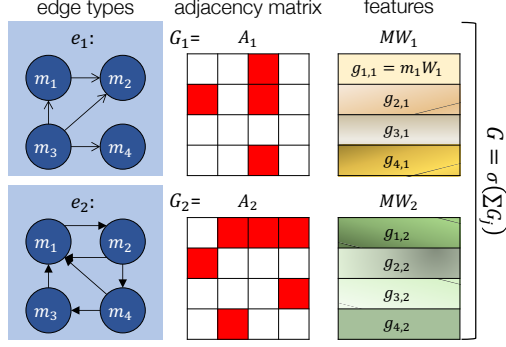 edge types adjacency matrix features
e₁: G₁= A₁ MW₁
m₁ m₂
m₃ m₄
g₁,₁ = m₁W₁
g₂,₁
g₃,₁
g₄,₁
e₂: G₂= A₂ MW₂
m₁ m₂
m₃ m₄
g₁,₂
g₂,₂
g₃,₂
g₄,₂
G = σ(ΣGⱼ)